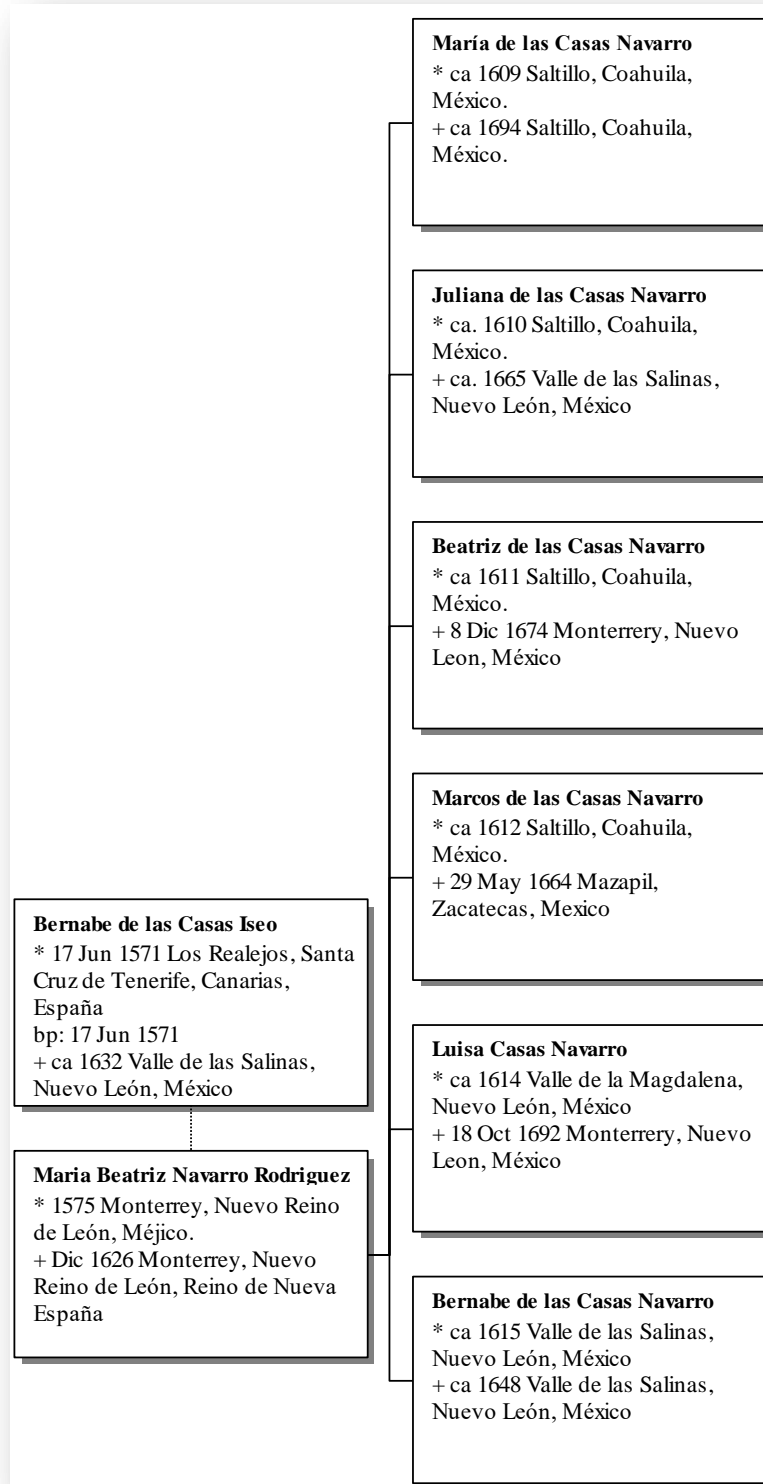 María de las Casas Navarro
* ca 1609 Saltillo, Coahuila,
México.
+ ca 1694 Saltillo, Coahuila,
México.
Juliana de las Casas Navarro
* ca. 1610 Saltillo, Coahuila,
México.
+ ca. 1665 Valle de las Salinas,
Nuevo León, México
Beatriz de las Casas Navarro
* ca 1611 Saltillo, Coahuila,
México.
+ 8 Dic 1674 Monterrery, Nuevo
Leon, México
Marcos de las Casas Navarro
* ca 1612 Saltillo, Coahuila,
México.
+ 29 May 1664 Mazapil,
Zacatecas, Mexico
Bernabe de las Casas Iseo
* 17 Jun 1571 Los Realejos, Santa
Cruz de Tenerife, Canarias,
España
bp: 17 Jun 1571
+ ca 1632 Valle de las Salinas,
Nuevo León, México
Luisa Casas Navarro
* ca 1614 Valle de la Magdalena,
Nuevo León, México
+ 18 Oct 1692 Monterrery, Nuevo
Leon, México
Maria Beatriz Navarro Rodriguez
* 1575 Monterrey, Nuevo Reino
de León, Méjico.
+ Dic 1626 Monterrey, Nuevo
Reino de León, Reino de Nueva
España
Bernabe de las Casas Navarro
* ca 1615 Valle de las Salinas,
Nuevo León, México
+ ca 1648 Valle de las Salinas,
Nuevo León, México